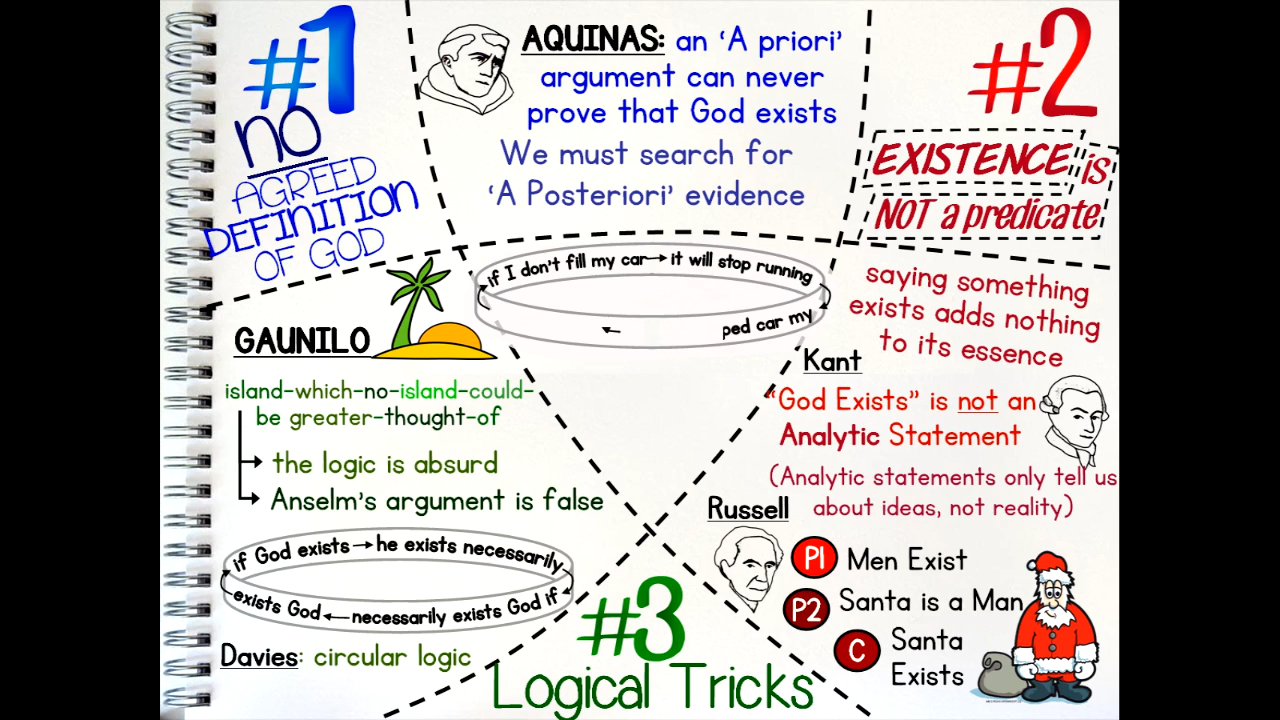 #1
no
AGREED
DEFINITION
OF GOD
AQUINAS: an ‘A priori’
argument can never
prove that God exists
We must search for
‘A Posteriori’ evidence
#2
EXISTENCE is
NOT a predicate
saying something
exists adds nothing
to its essence
Kant
“God Exists” is not an
Analytic Statement
(Analytic statements only tell us
about ideas, not reality)
Russell
P1 Men Exist
P2 Santa is a Man
C Santa
Exists
if I don't fill my car→it will stop running
← ped car my
GAUNILO
island-which-no-island-could-
be greater-thought-of
the logic is absurd
Anselm's argument is false
if God exists→he exists necessarily
exists God←necessarily exists God if
Davies: circular logic
#3
Logical Tricks